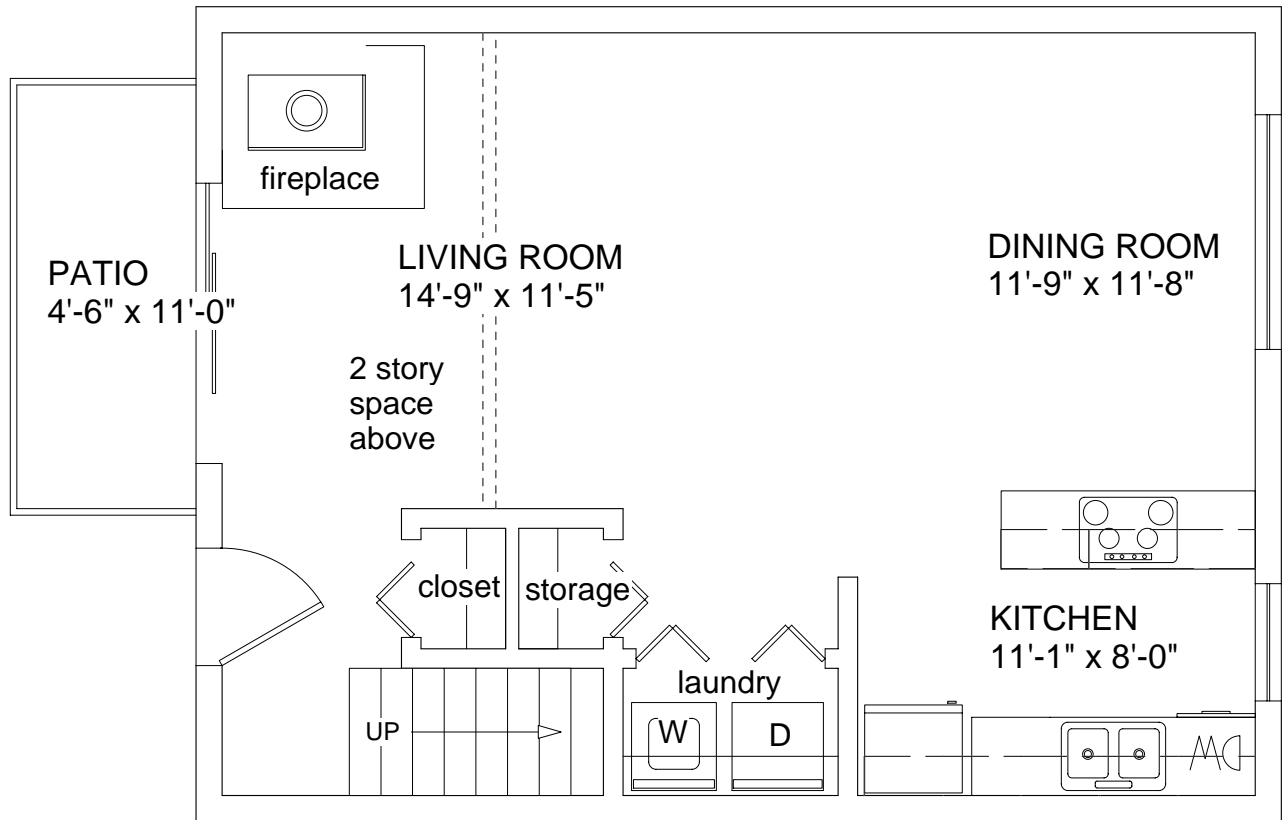 fireplace
PATIO
4'-6" x 11'-0"
LIVING ROOM
14'-9" x 11'-5"
DINING ROOM
11'-9" x 11'-8"
2 story
space
above
closet
storage
KITCHEN
11'-1" x 8'-0"
laundry
UP
W
D